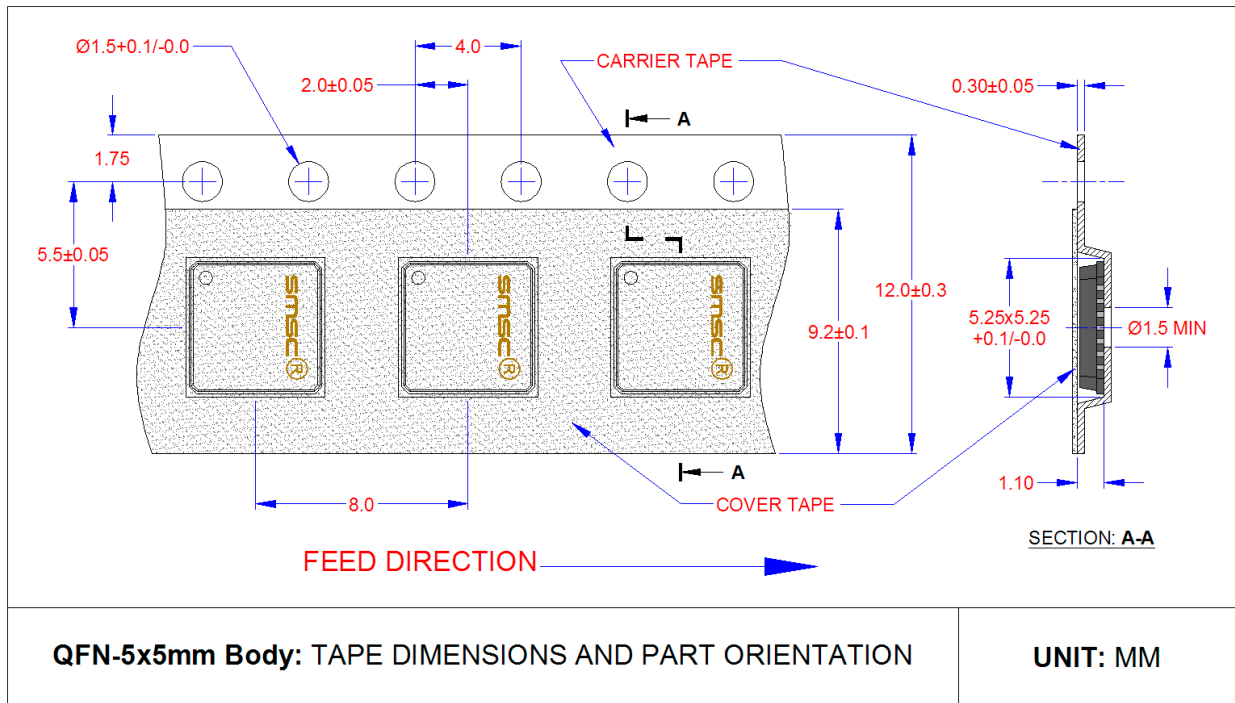 Ø1.5+0.1/-0.0
4.0
CARRIER TAPE
2.0±0.05
0.30±0.05
A
1.75
5.5±0.05
smsc®
smsc®
smsc®
12.0±0.3
9.2±0.1
5.25x5.25
+0.1/-0.0
Ø1.5 MIN
A
8.0
COVER TAPE
1.10
SECTION: A-A
FEED DIRECTION
QFN-5x5mm Body: TAPE DIMENSIONS AND PART ORIENTATION
UNIT: MM